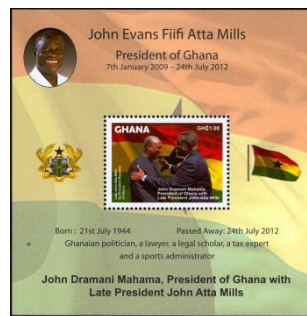 John Evans Fiifi Atta Mills
President of Ghana
7th January 2009 - 24th July 2012
GHANA
GH₵1.00
John Dramani Mahama,
President of Ghana with
Late President John Atta Mills
Born : 21st July 1944
Passed Away: 24th July 2012
Ghanaian politician, a lawyer, a legal scholar, a tax expert
and a sports administrator
John Dramani Mahama, President of Ghana with
Late President John Atta Mills